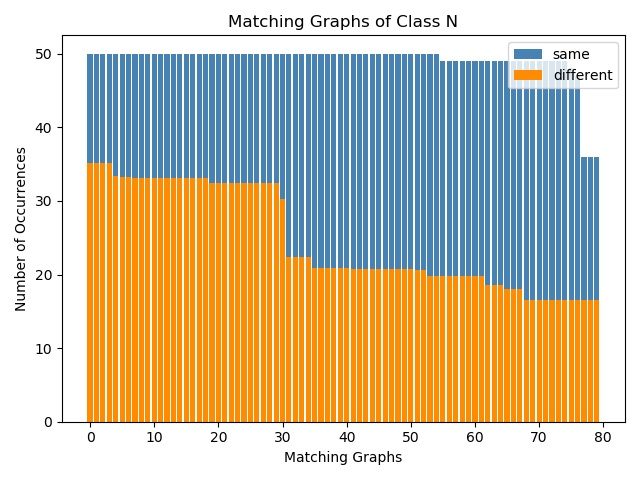 Matching Graphs of Class N
same
different
Number of Occurrences
50
40
30
20
10
0
0 10 20 30 40 50 60 70 80
Matching Graphs